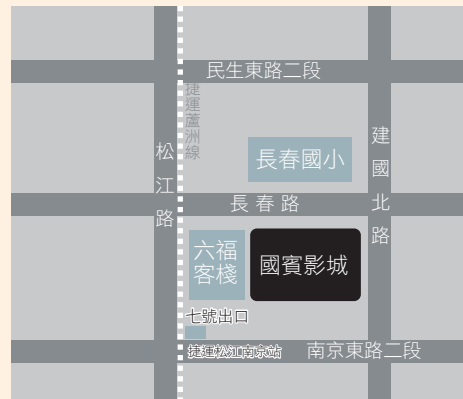 民生東路二段
捷運蘆洲線
松江路
建國北路
長春國小
長春路
六福
客棧
國賓影城
七號出口
捷運松江南京站
南京東路二段